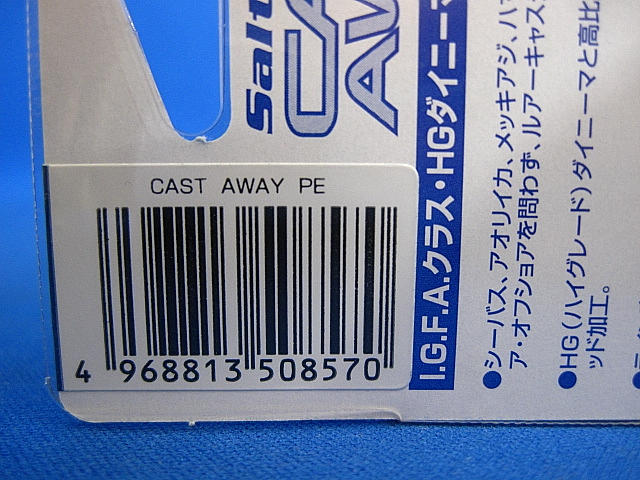 CAST AWAY PE
4 968813 508570
Salt
CA
AW
I.G.F.A.クラス・HGダイニーマ
●シーバス、アオリイカ、メッキアジ、ハマ
ア・オフショアを問わず、ルアーキャス
●HG(ハイグレード)ダイニーマと高比
ッド加工。